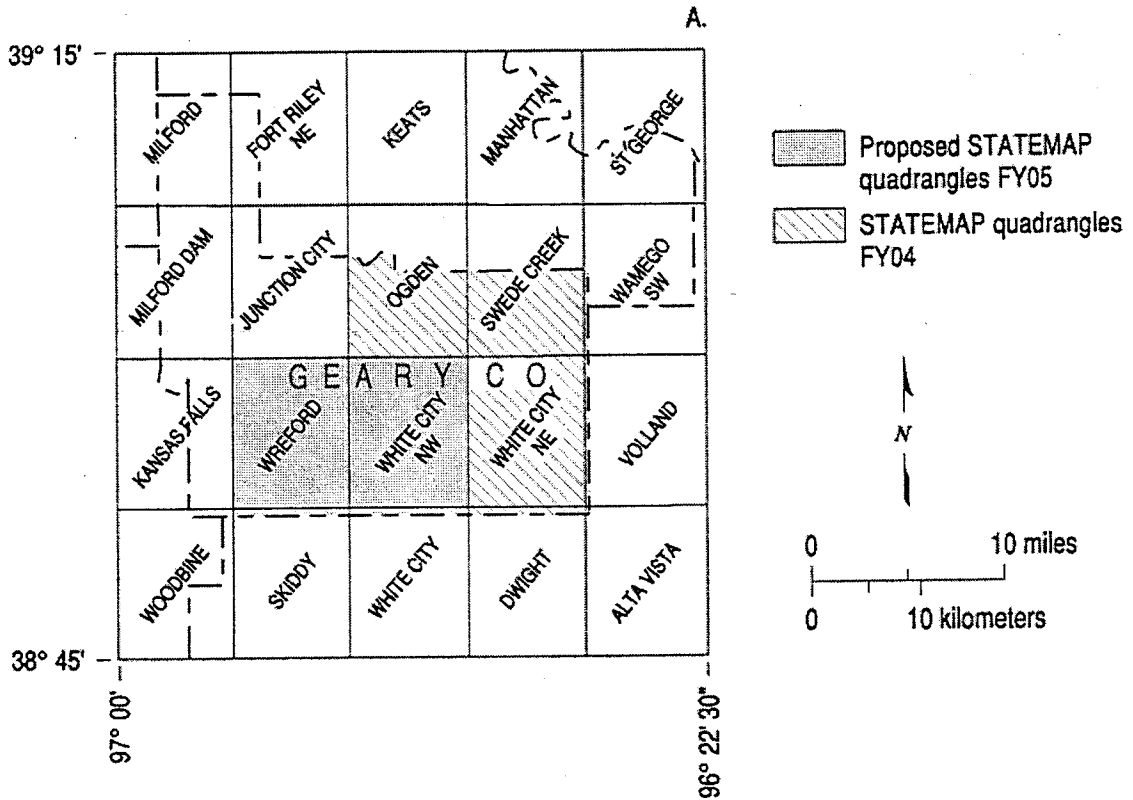 A.
39° 15'
MILFORD
FORT RILEY
NE
KEATS
MANHATTAN
ST GEORGE
Proposed STATEMAP
quadrangles FY05
STATEMAP quadrangles
FY04
MILFORD DAM
JUNCTION CITY
OGDEN
SWEDE CREEK
WAMEGO
SW
GEARY CO
KANSAS FALLS
WREFORD
WHITE CITY
NW
WHITE CITY
NE
VOLLAND
N
WOODBINE
SKIDDY
WHITE CITY
DWIGHT
ALTA VISTA
0 10 miles
0 10 kilometers
38° 45'
97° 00'
96° 22' 30"